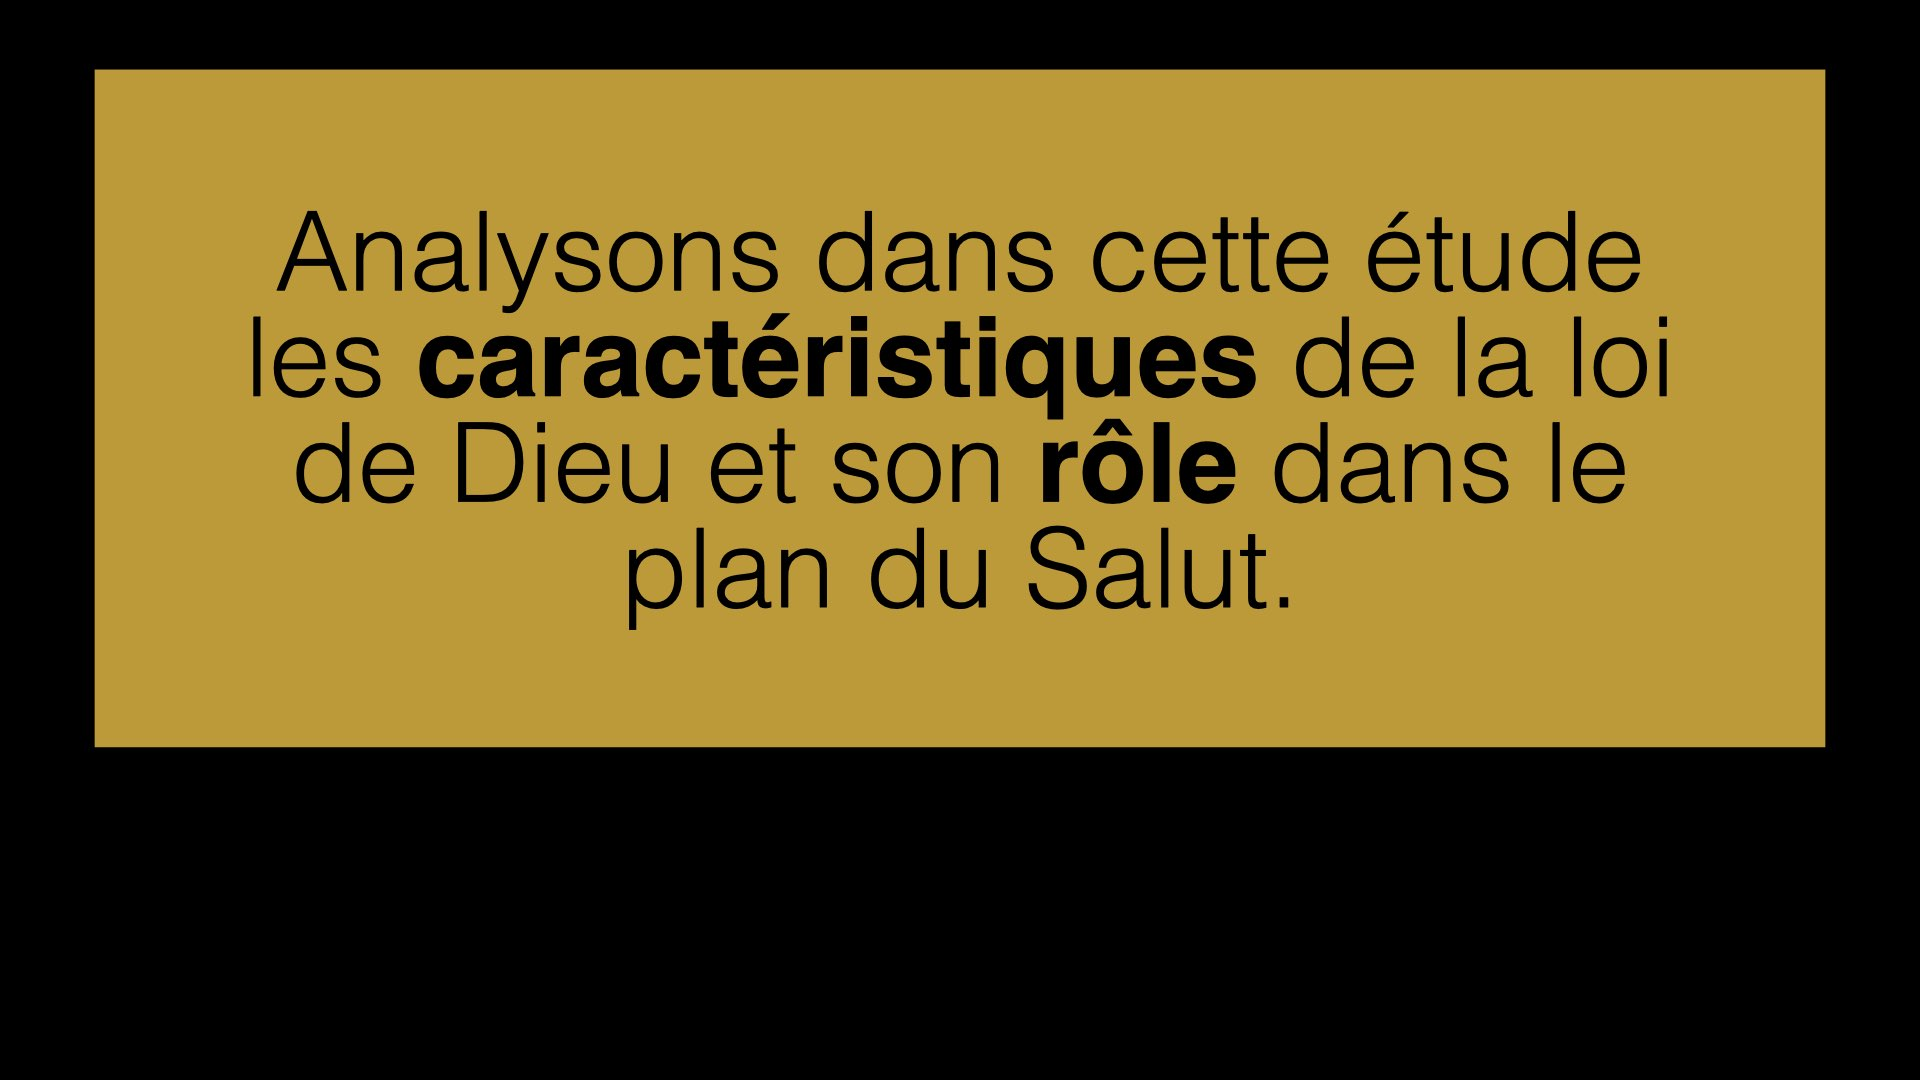 Analysons dans cette étude
les caractéristiques de la loi
de Dieu et son rôle dans le
plan du Salut.